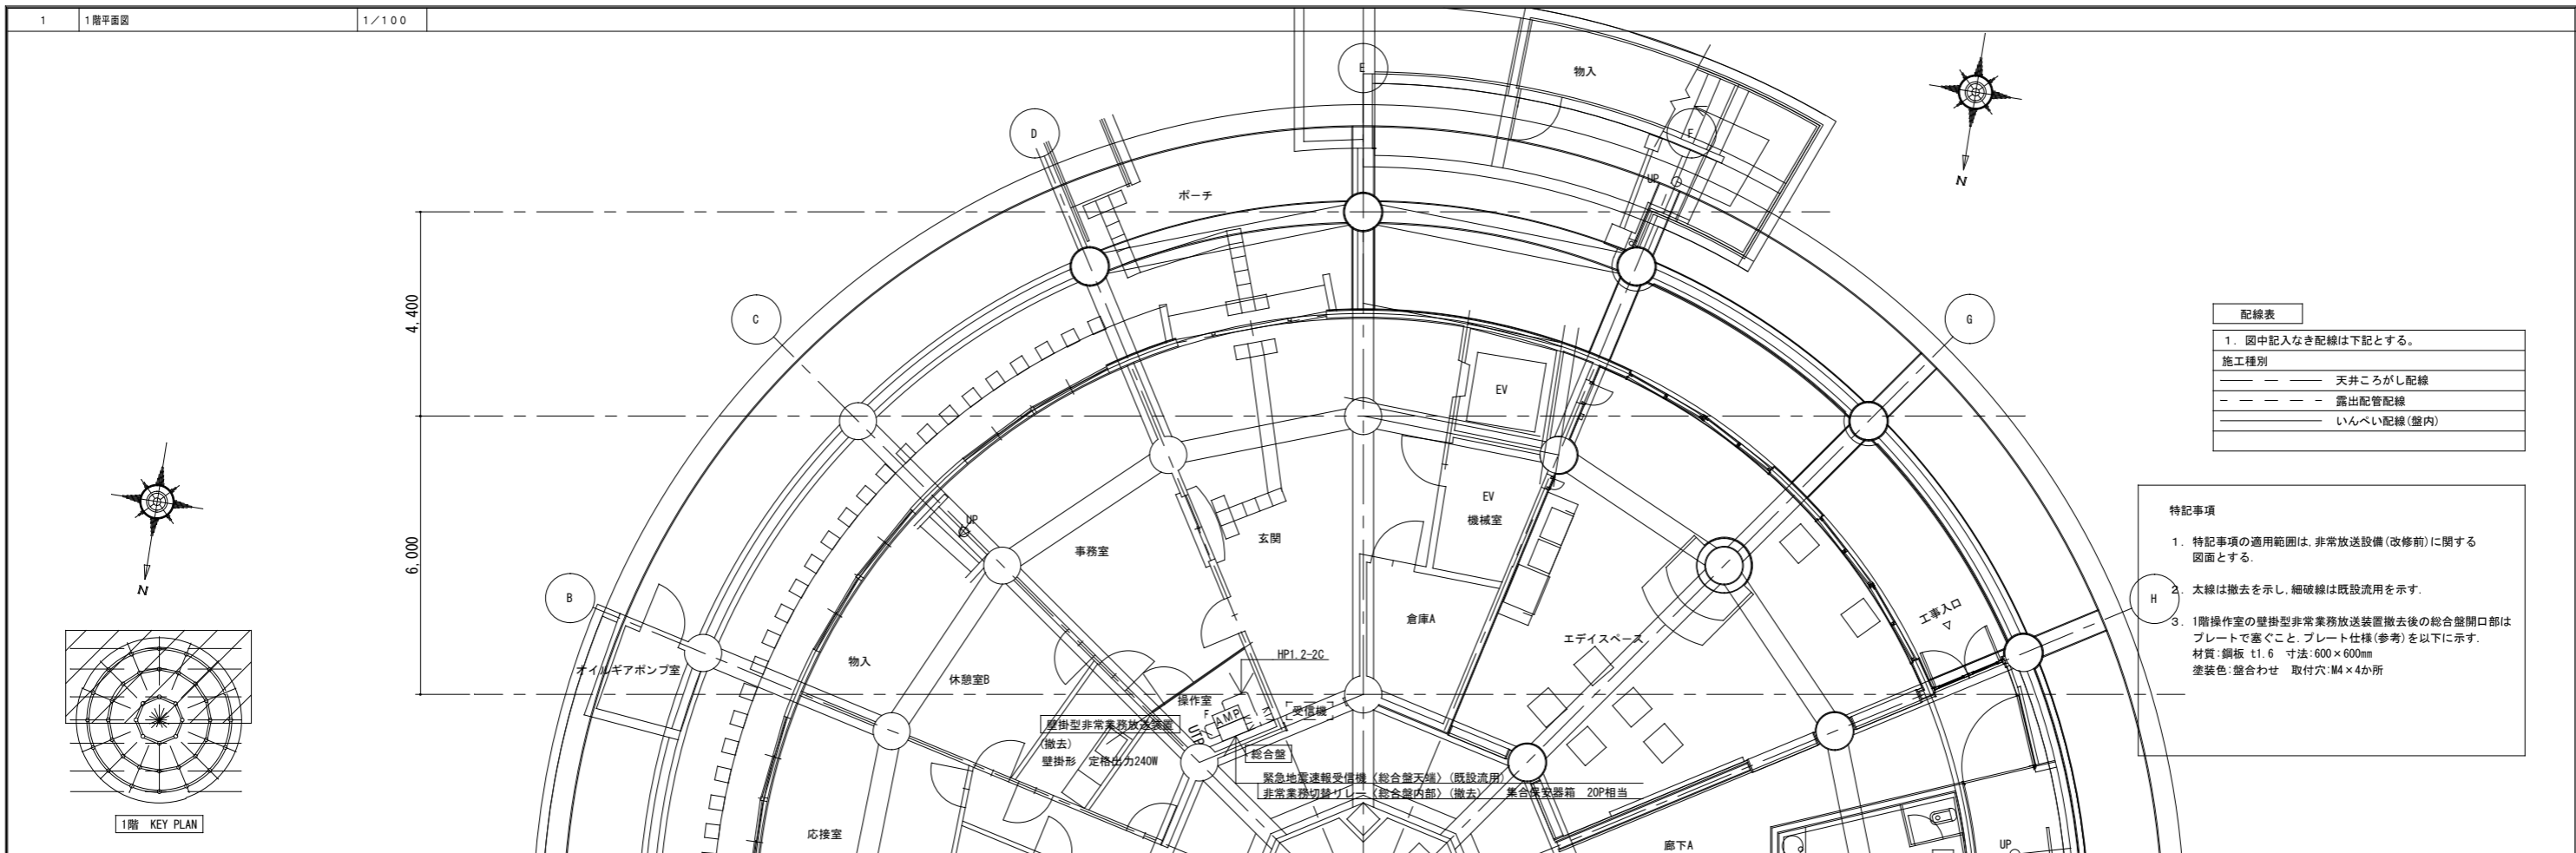 1 1階平面図 1/100
E
物入
D
F
UP
N
ポーチ
4,400
C
G
配線表
1. 図中記入なき配線は下記とする。
施工種別
天井ころがし配線
露出配管配線
いんぺい配線(盤内)
EV
EV
機械室
UP
事務室
玄関
6,000
N
B
H
特記事項
1. 特記事項の適用範囲は,非常放送設備(改修前)に関する
図面とする.
2. 太線は撤去を示し,細破線は既設流用を示す.
3. 1階操作室の壁掛型非常業務放送装置撤去後の総合盤開口部は
プレートで塞ぐこと.プレート仕様(参考)を以下に示す.
材質:鋼板 t1.6 寸法:600×600mm
塗装色:盤合わせ 取付穴:M4×4か所
工事入口
▽
倉庫A
エデイスペース
HP1.2-2C
オイルギアポンプ室
物入
休憩室B
操作室
F
AMP
受信機
壁掛型非常業務放送装置
(撤去)
壁掛形 定格出力240W
総合盤
緊急地震速報受信機〈総合盤天端〉(既設流用)
非常業務切替リレー〈総合盤内部〉(撤去)
集合保安器箱 20P相当
1階 KEY PLAN
応接室
廊下A
UP